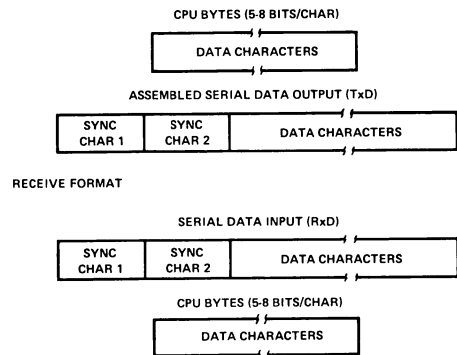 CPU BYTES (5-8 BITS/CHAR)
DATA CHARACTERS
ASSEMBLED SERIAL DATA OUTPUT (TxD)
SYNC CHAR 1
SYNC CHAR 2
DATA CHARACTERS
RECEIVE FORMAT
SERIAL DATA INPUT (RxD)
SYNC CHAR 1
SYNC CHAR 2
DATA CHARACTERS
CPU BYTES (5-8 BITS/CHAR)
DATA CHARACTERS